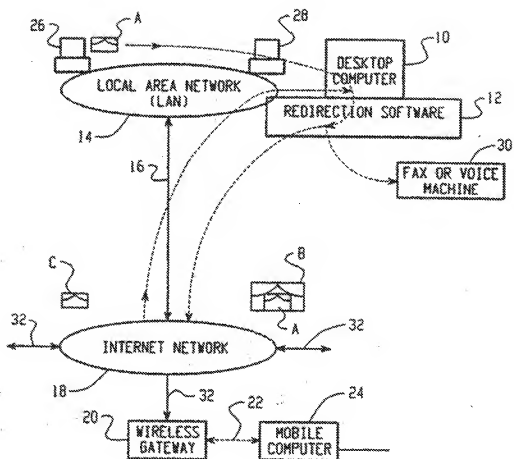 26
A
28
10
DESKTOP
COMPUTER
LOCAL AREA NETWORK
(LAN)
REDIRECTION SOFTWARE
12
14
30
16
FAX OR VOICE
MACHINE
C
B
A
32
32
INTERNET NETWORK
18
32
20
22
24
WIRELESS
GATEWAY
MOBILE
COMPUTER